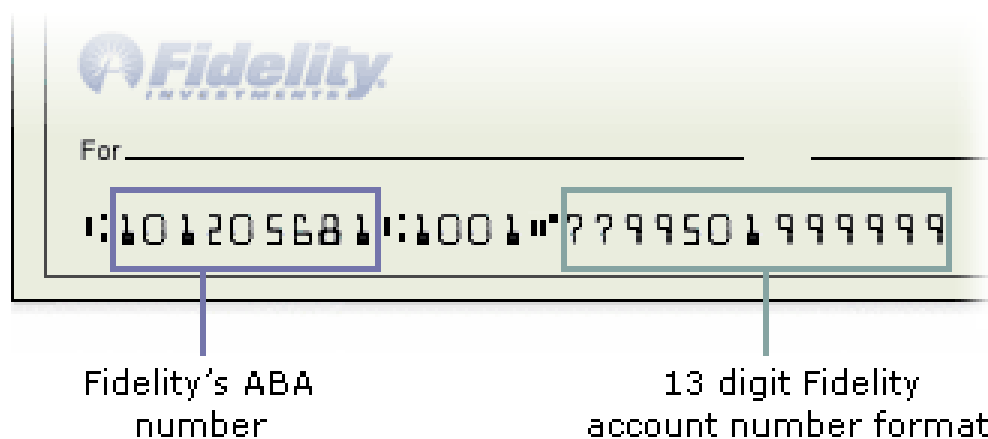 Fidelity
INVESTMENTS
For
⑆101205681⑆1001⑈7799501999999
Fidelity's ABA number
13 digit Fidelity account number format